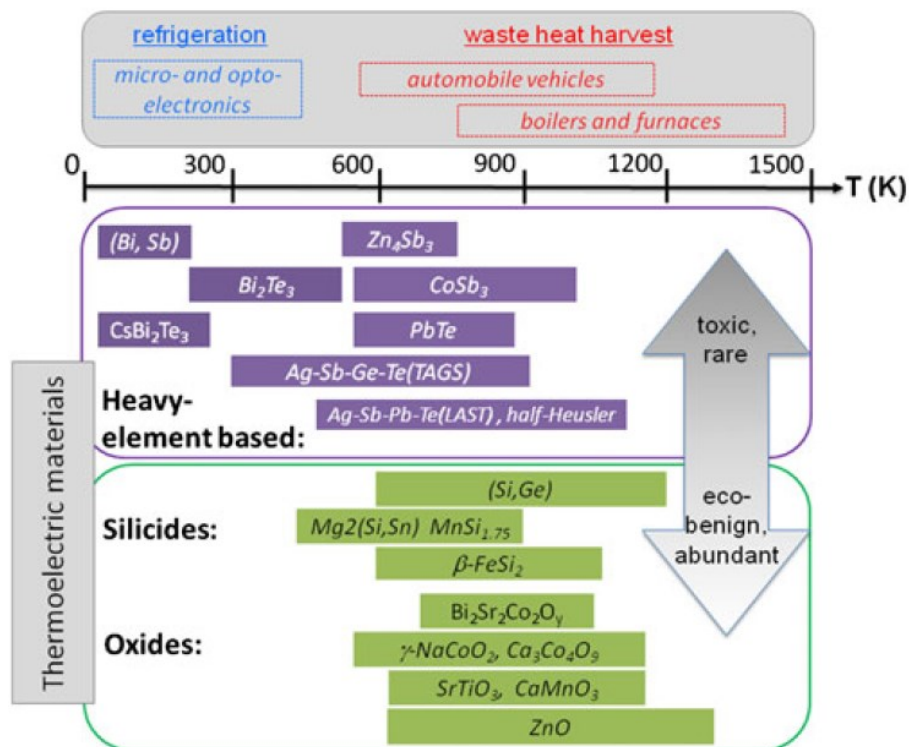 refrigeration
waste heat harvest
micro- and opto-
electronics
automobile vehicles
boilers and furnaces
0 300 600 900 1200 1500
T (K)
(Bi, Sb)
Zn₄Sb₃
Bi₂Te₃
CoSb₃
CsBi₂Te₃
PbTe
toxic,
rare
Ag-Sb-Ge-Te(TAGS)
Heavy-
element based:
Ag-Sb-Pb-Te(LAST) , half-Heusler
Thermoelectric materials
(Si,Ge)
eco-
benign,
abundant
Silicides:
Mg2(Si,Sn) MnSi₁.₇₅
β-FeSi₂
Bi₂Sr₂Co₂Oᵧ
Oxides:
γ-NaCoO₂, Ca₃Co₄O₉
SrTiO₃, CaMnO₃
ZnO